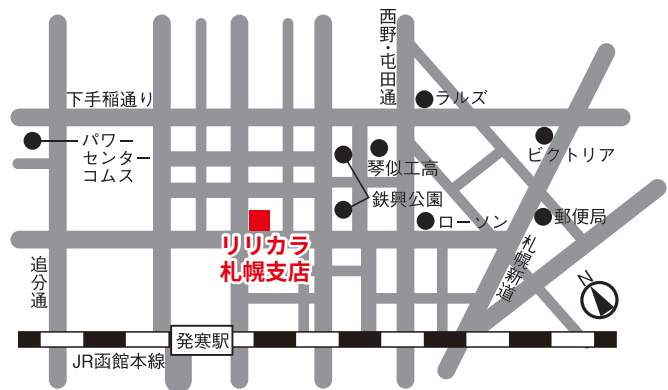 西野・屯田通
下手稲通り
ラルズ
パワー
センター
コムス
ビクトリア
琴似工高
鉄興公園
ローソン
郵便局
リリカラ
札幌支店
追分通
札幌新道
N
発寒駅
JR函館本線